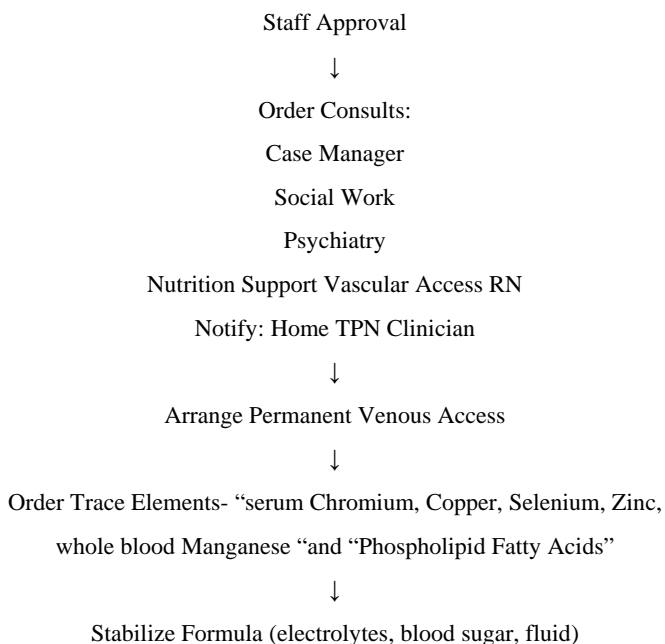 Staff Approval
↓
Order Consults:
Case Manager
Social Work
Psychiatry
Nutrition Support Vascular Access RN
Notify: Home TPN Clinician
↓
Arrange Permanent Venous Access
↓
Order Trace Elements- “serum Chromium, Copper, Selenium, Zinc,
whole blood Manganese “and “Phospholipid Fatty Acids”
↓
Stabilize Formula (electrolytes, blood sugar, fluid)